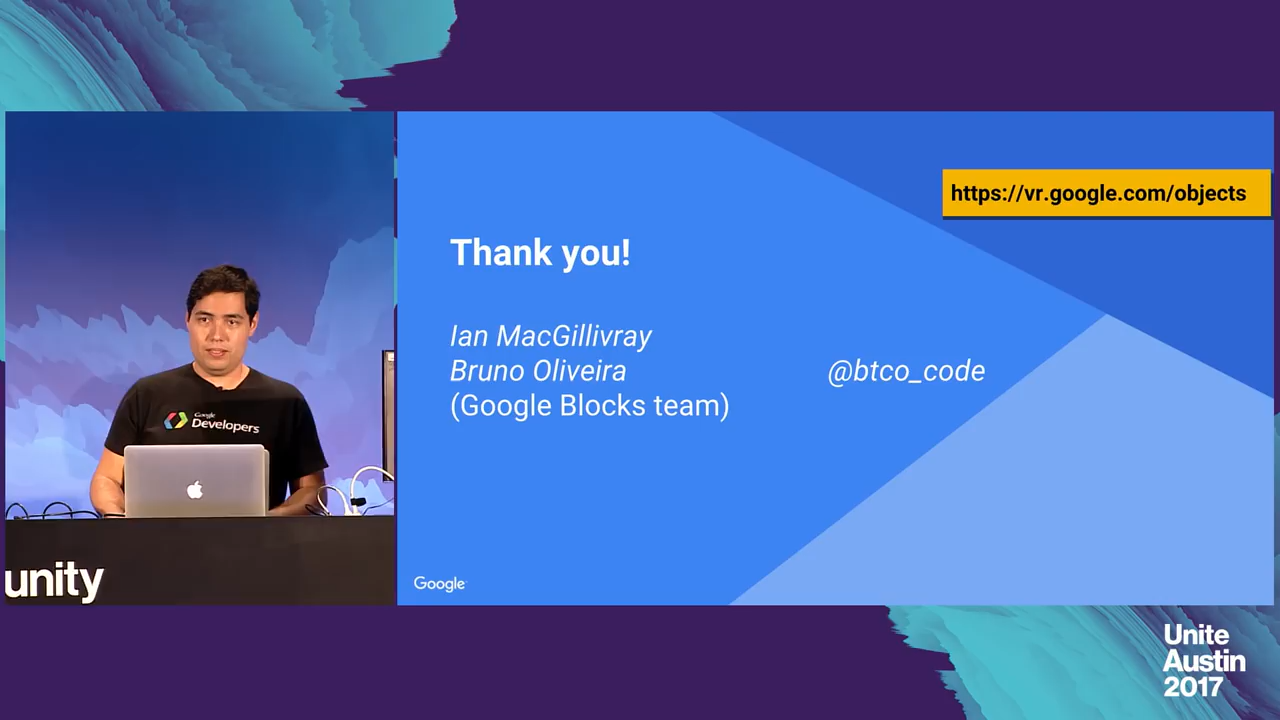 https://vr.google.com/objects
Thank you!
Ian MacGillivray
Bruno Oliveira @btco_code
(Google Blocks team)
Google
Google
Developers
unity
Unite
Austin
2017